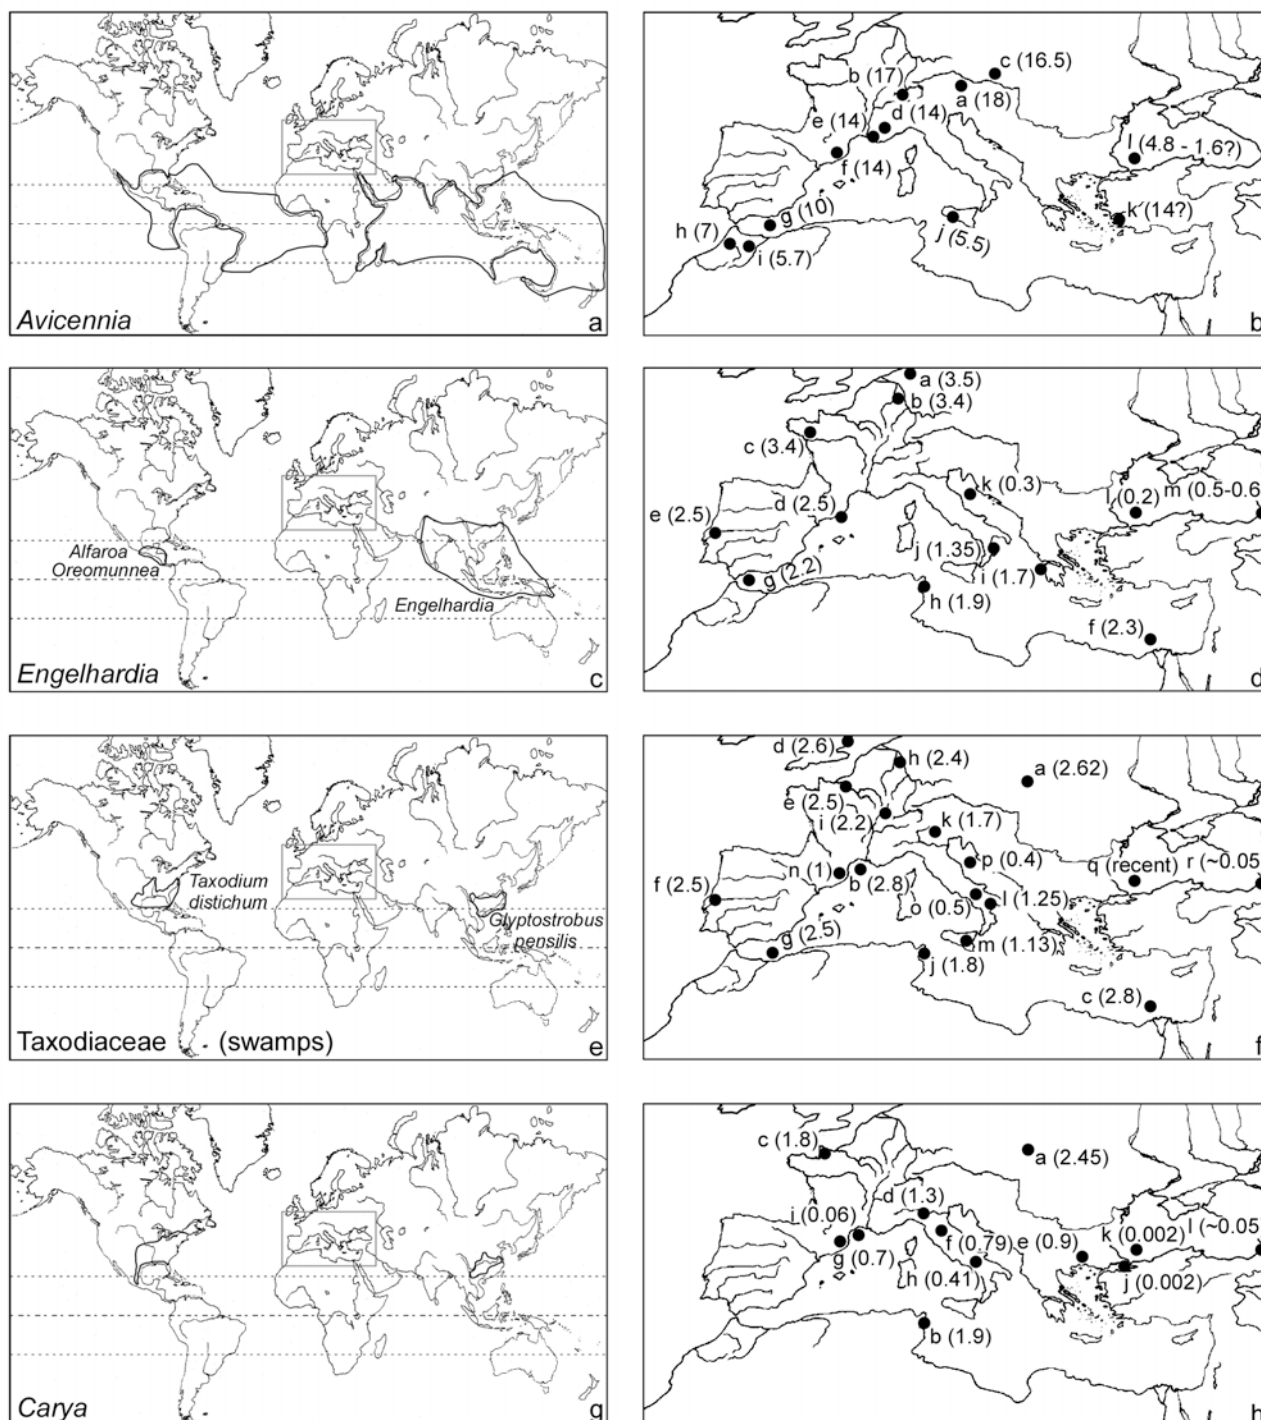 Avicennia
a
c (16.5)
b (17)
a (18)
d (14)
e (14)
l (4.8 - 1.6?)
f (14)
g (10)
k (14?)
h (7)
j (5.5)
i (5.7)
b
Alfaroa
Oreomunnea
Engelhardia
Engelhardia
c
a (3.5)
b (3.4)
c (3.4)
k (0.3)
l (0.2)
m (0.5-0.6
d (2.5)
e (2.5)
j (1.35)
i (1.7)
g (2.2)
h (1.9)
f (2.3)
d
Taxodium
distichum
Glyptostrobus
pensilis
Taxodiaceae (swamps)
e
d (2.6)
h (2.4)
a (2.62)
e (2.5)
i (2.2)
k (1.7)
p (0.4)
q (recent)
r (~0.05
n (1)
b (2.8)
f (2.5)
o (0.5)
l (1.25)
g (2.5)
m (1.13)
j (1.8)
c (2.8)
f
Carya
g
c (1.8)
a (2.45)
d (1.3)
i (0.06)
l (~0.05
k (0.002)
f (0.79)
e (0.9)
g (0.7)
h (0.41)
j (0.002)
b (1.9)
h